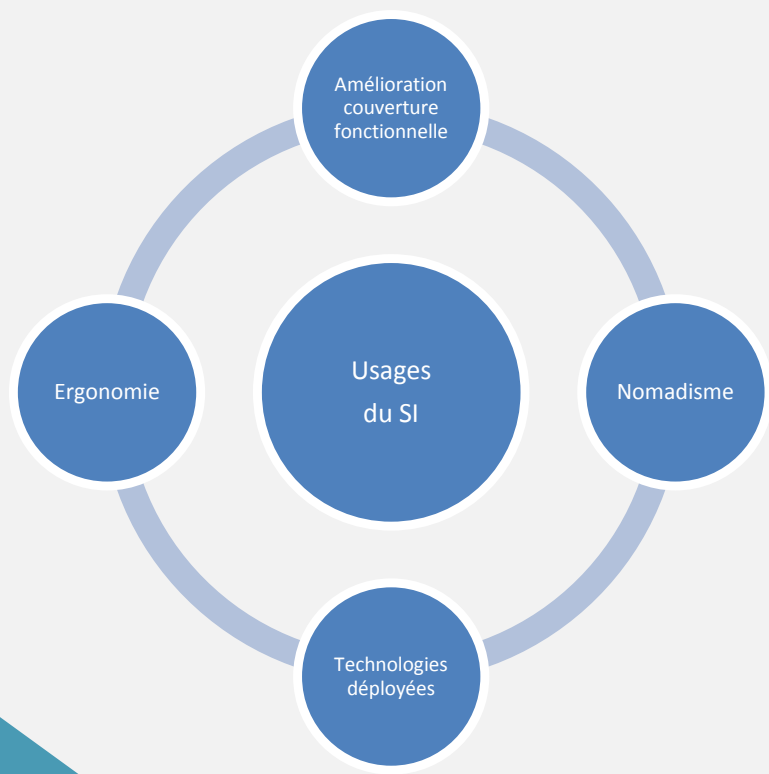 Amélioration
couverture
fonctionnelle
Ergonomie
Usages
du SI
Nomadisme
Technologies
déployées